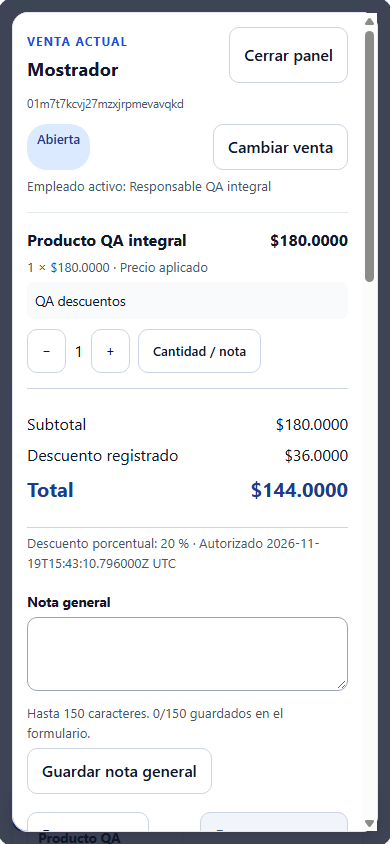 VENTA ACTUAL
Cerrar panel
Mostrador
01m7t7kcvj27mzxjrpmevavqkd
Abierta
Cambiar venta
Empleado activo: Responsable QA integral
Producto QA integral $180.0000
1 × $180.0000 · Precio aplicado
QA descuentos
− 1 + Cantidad / nota
Subtotal $180.0000
Descuento registrado $36.0000
Total $144.0000
Descuento porcentual: 20 % · Autorizado 2026-11-
19T15:43:10.796000Z UTC
Nota general
Hasta 150 caracteres. 0/150 guardados en el
formulario.
Guardar nota general
Producto QA